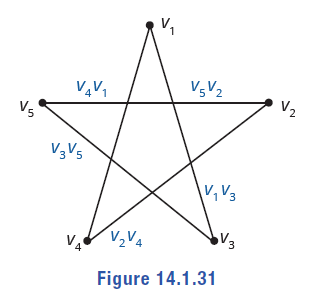 V₁
V₄V₁ V₅V₂
V₅ V₂
V₃V₅
V₁V₃
V₄ V₂V₄ V₃
Figure 14.1.31